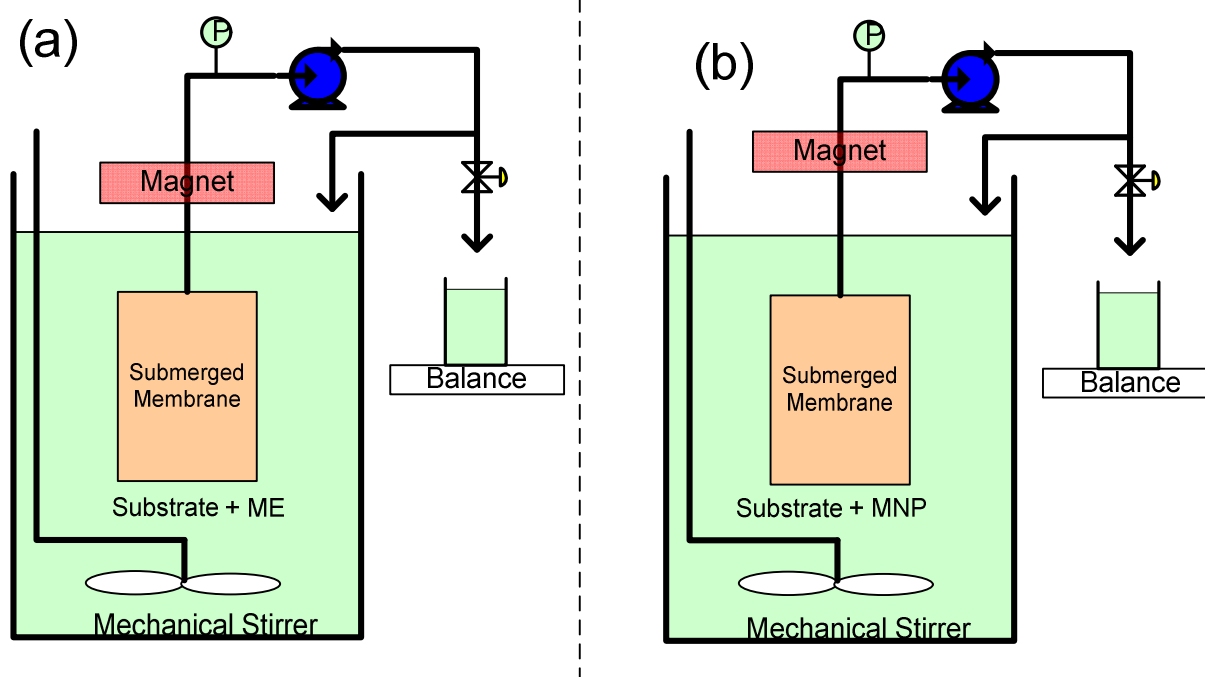 (a)
P
Magnet
Submerged
Membrane
Balance
Substrate + ME
Mechanical Stirrer
(b)
P
Magnet
Submerged
Membrane
Balance
Substrate + MNP
Mechanical Stirrer